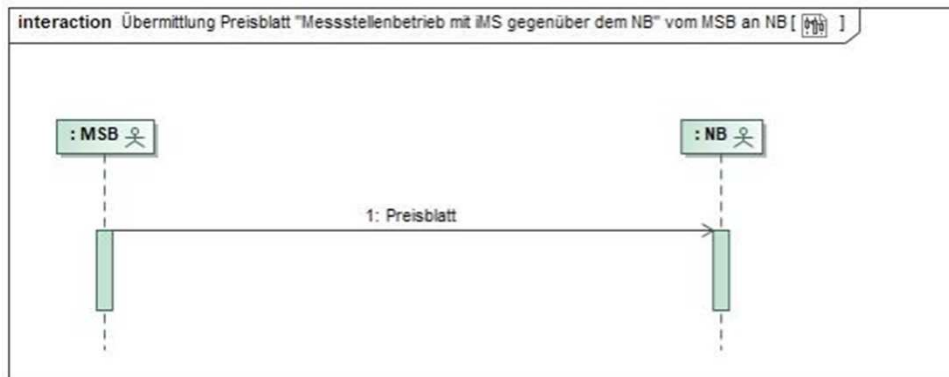 interaction Übermittlung Preisblatt "Messstellenbetrieb mit iMS gegenüber dem NB" vom MSB an NB [ ]
: MSB
: NB
1: Preisblatt